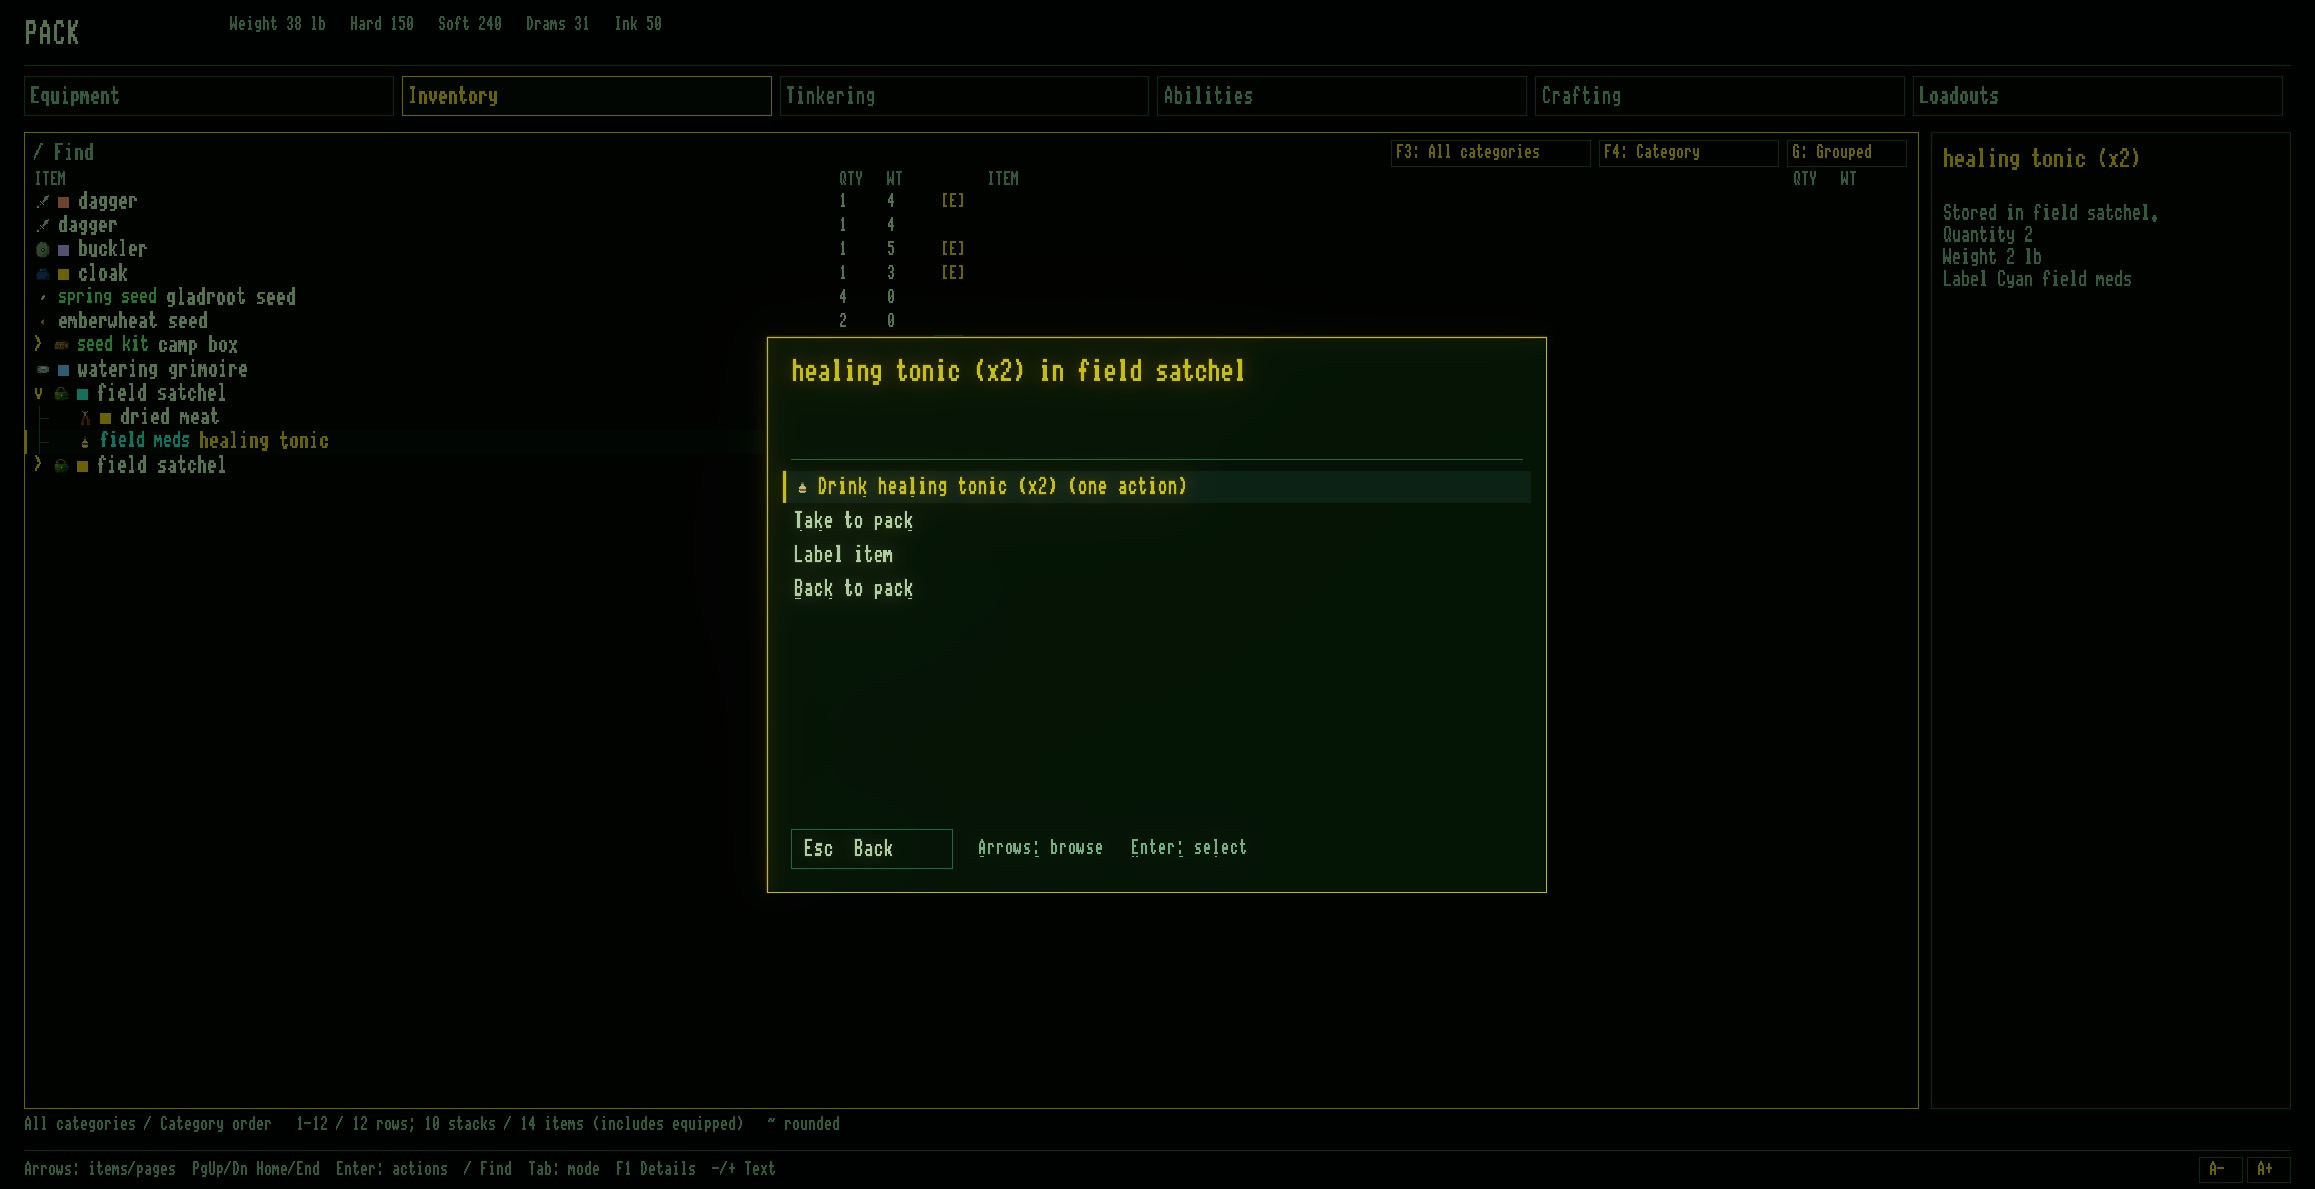 PACK
Weight 38 lb Hard 150 Soft 240 Drams 31 Ink 50
Equipment Inventory Tinkering Abilities Crafting Loadouts
/ Find F3: All categories F4: Category G: Grouped
ITEM QTY WT ITEM QTY WT
dagger 1 4 [E]
dagger 1 4
buckler 1 5 [E]
cloak 1 3 [E]
spring seed gladroot seed 4 0
emberwheat seed 2 0
> seed kit camp box
watering grimoire
v field satchel
dried meat
field meds healing tonic
> field satchel
healing tonic (x2) in field satchel
Drink healing tonic (x2) (one action)
Take to pack
Label item
Back to pack
Esc Back Arrows: browse Enter: select
healing tonic (x2)
Stored in field satchel.
Quantity 2
Weight 2 lb
Label Cyan field meds
All categories / Category order 1-12 / 12 rows; 10 stacks / 14 items (includes equipped) ~ rounded
Arrows: items/pages PgUp/Dn Home/End Enter: actions / Find Tab: mode F1 Details -/+ Text A- A+